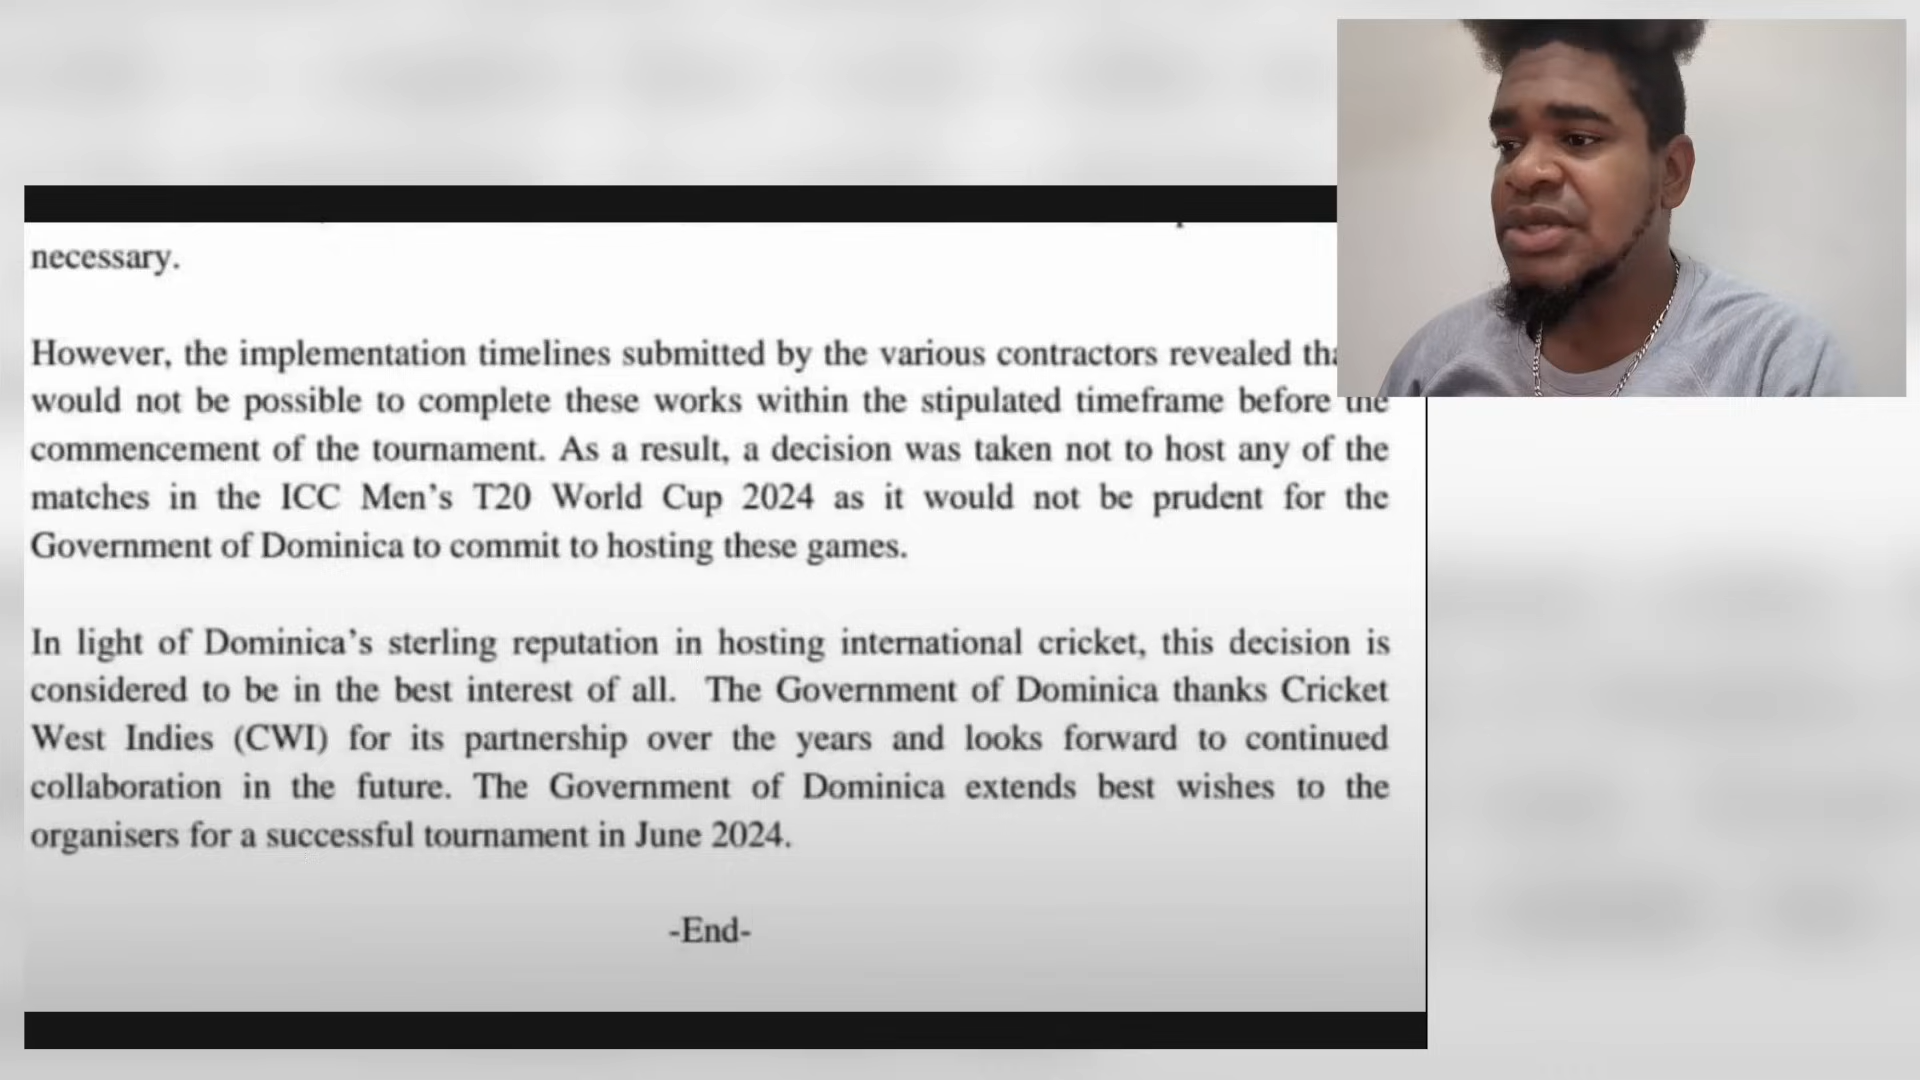 necessary.
However, the implementation timelines submitted by the various contractors revealed
would not be possible to complete these works within the stipulated timeframe before the
commencement of the tournament. As a result, a decision was taken not to host any of the
matches in the ICC Men’s T20 World Cup 2024 as it would not be prudent for the
Government of Dominica to commit to hosting these games.
In light of Dominica’s sterling reputation in hosting international cricket, this decision is
considered to be in the best interest of all. The Government of Dominica thanks Cricket
West Indies (CWI) for its partnership over the years and looks forward to continued
collaboration in the future. The Government of Dominica extends best wishes to the
organisers for a successful tournament in June 2024.
-End-